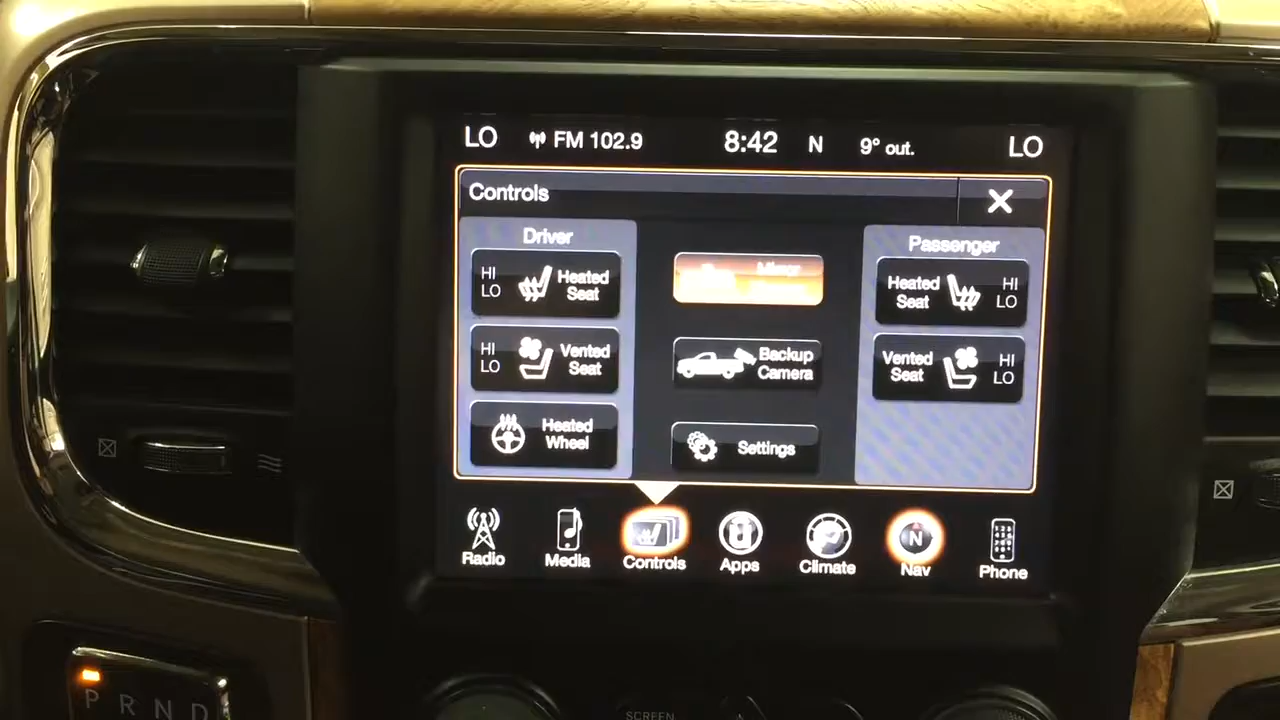 LO FM 102.9 8:42 N 9° out. LO
Controls
Driver
Passenger
HI
LO
Heated
Seat
Heated
Seat
HI
LO
HI
LO
Vented
Seat
Backup
Camera
Vented
Seat
HI
LO
Heated
Wheel
Settings
N
Radio Media Controls Apps Climate Nav Phone
P R N D
SCREEN